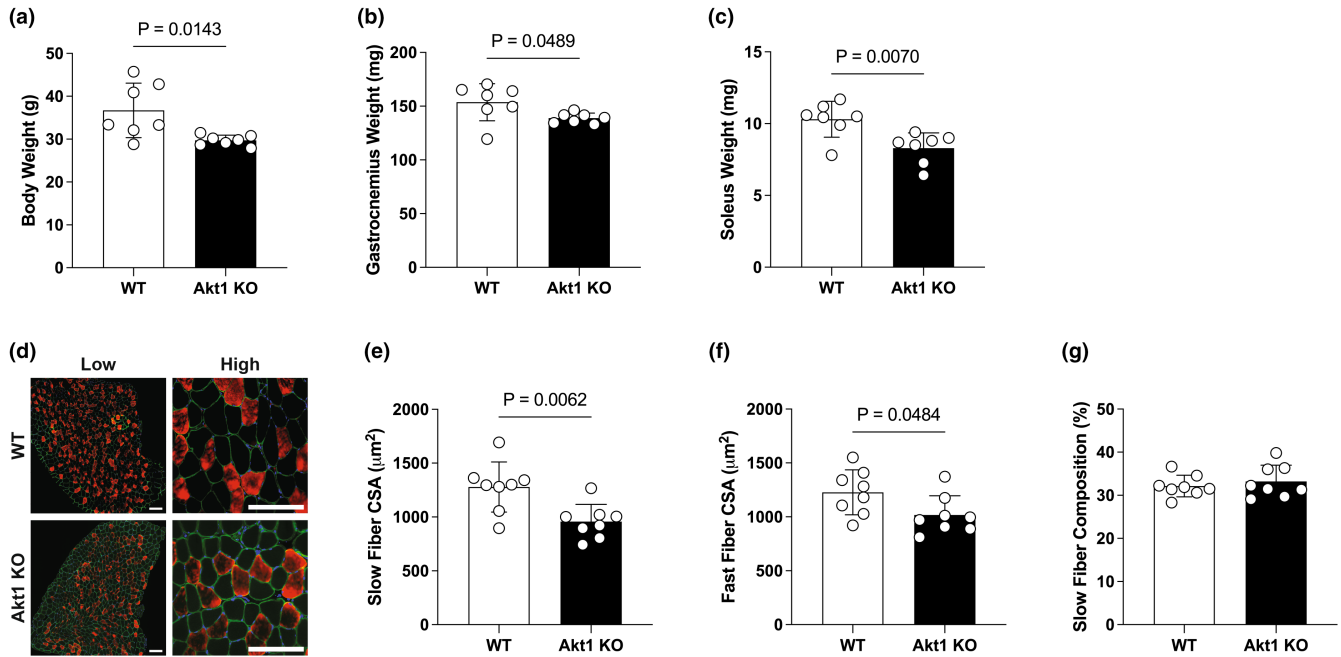 (a)
P = 0.0143
Body Weight (g)
50
40
30
20
10
0
WT
Akt1 KO
(b)
P = 0.0489
Gastrocnemius Weight (mg)
200
150
100
50
0
WT
Akt1 KO
(c)
P = 0.0070
Soleus Weight (mg)
15
10
5
0
WT
Akt1 KO
(d)
Low
High
WT
Akt1 KO
(e)
P = 0.0062
Slow Fiber CSA (μm²)
2000
1500
1000
500
0
WT
Akt1 KO
(f)
P = 0.0484
Fast Fiber CSA (μm²)
2000
1500
1000
500
0
WT
Akt1 KO
(g)
Slow Fiber Composition (%)
50
40
30
20
10
0
WT
Akt1 KO